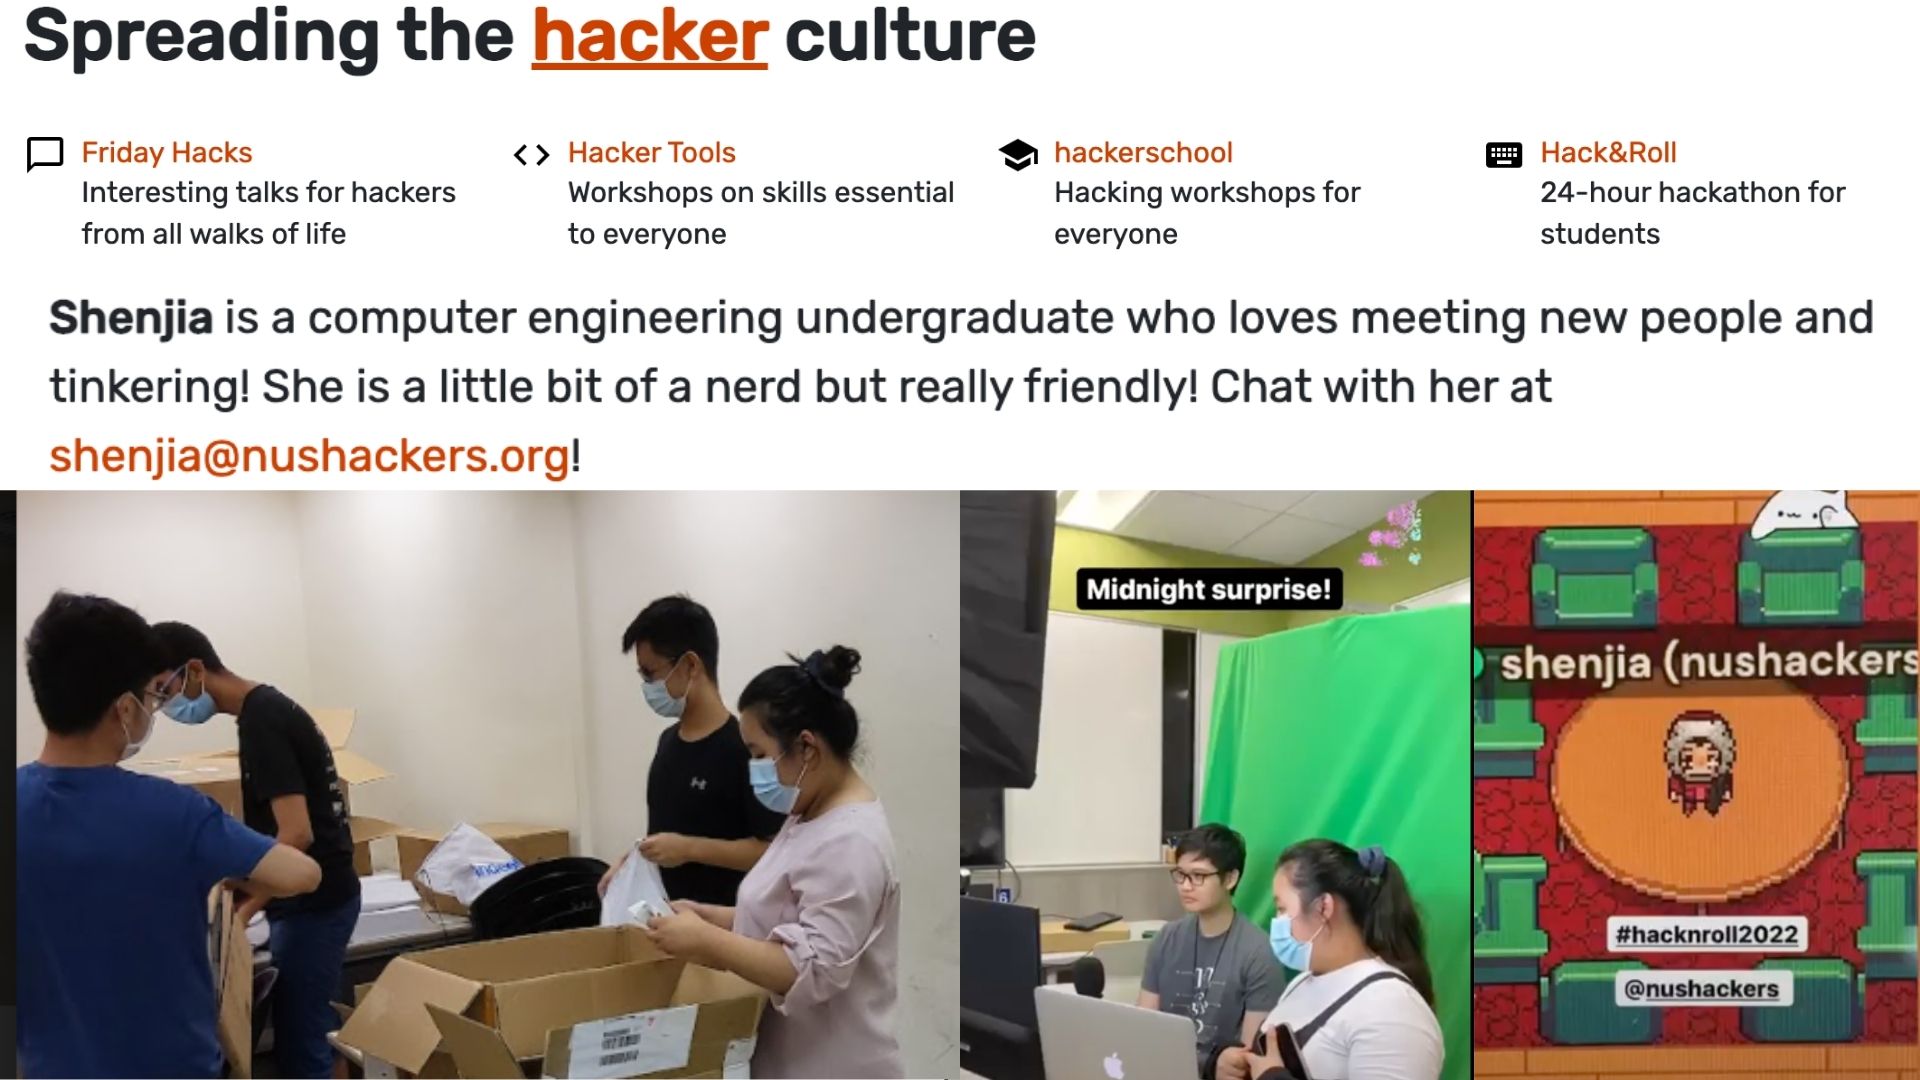 Spreading the hacker culture
Friday Hacks
Interesting talks for hackers
from all walks of life
Hacker Tools
Workshops on skills essential
to everyone
hackerschool
Hacking workshops for
everyone
Hack&Roll
24-hour hackathon for
students
Shenjia is a computer engineering undergraduate who loves meeting new people and
tinkering! She is a little bit of a nerd but really friendly! Chat with her at
shenjia@nushackers.org!
Indeed
Midnight surprise!
6
shenjia (nushackers
#hacknroll2022
@nushackers